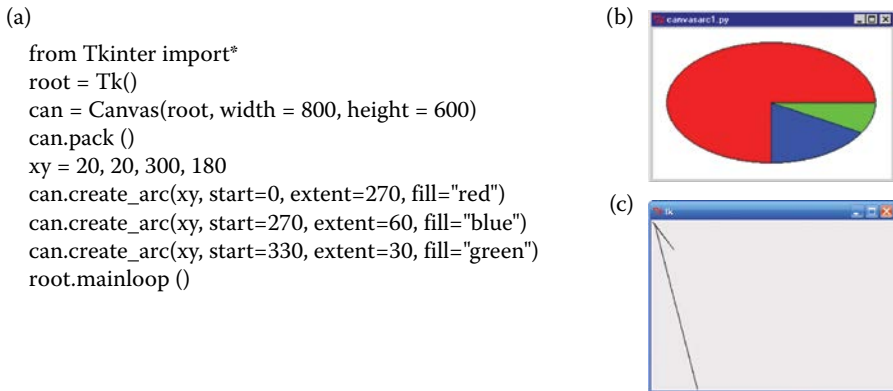 (a)
from Tkinter import*
root = Tk()
can = Canvas(root, width = 800, height = 600)
can.pack ()
xy = 20, 20, 300, 180
can.create_arc(xy, start=0, extent=270, fill="red")
can.create_arc(xy, start=270, extent=60, fill="blue")
can.create_arc(xy, start=330, extent=30, fill="green")
root.mainloop ()
(b)
canvasarc1.py
(c)
tk